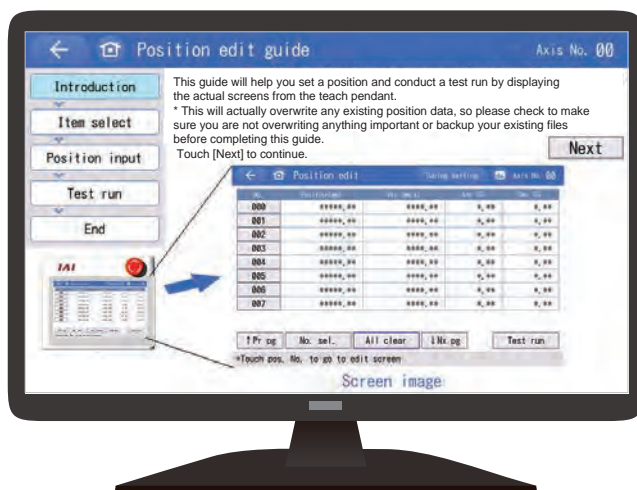 Position edit guide
Axis No. 00
Introduction
Item select
Position input
Test run
End
This guide will help you set a position and conduct a test run by displaying
the actual screens from the teach pendant.
* This will actually overwrite any existing position data, so please check to make
sure you are not overwriting anything important or backup your existing files
before completing this guide.
Touch [Next] to continue.
Next
IAI
Position edit
Axis No. 00
No.
000 *****.** ****.** *.** *.**
001 *****.** ****.** *.** *.**
002 *****.** ****.** *.** *.**
003 *****.** ****.** *.** *.**
004 *****.** ****.** *.** *.**
005 *****.** ****.** *.** *.**
006 *****.** ****.** *.** *.**
007 *****.** ****.** *.** *.**
↑Pr pg No. sel. All clear ↓Nx pg Test run
*Touch pos. No. to go to edit screen
Screen image